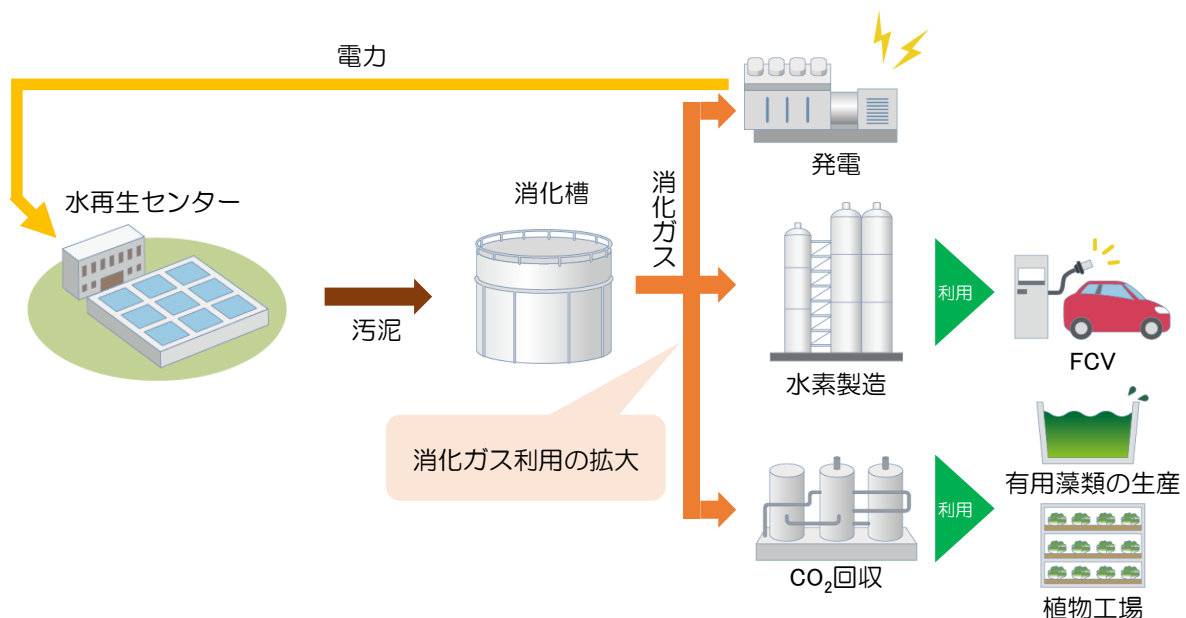 電力
発電
水再生センター
消化槽
消化ガス
汚泥
利用
FCV
水素製造
消化ガス利用の拡大
利用
有用藻類の生産
CO₂回収
植物工場